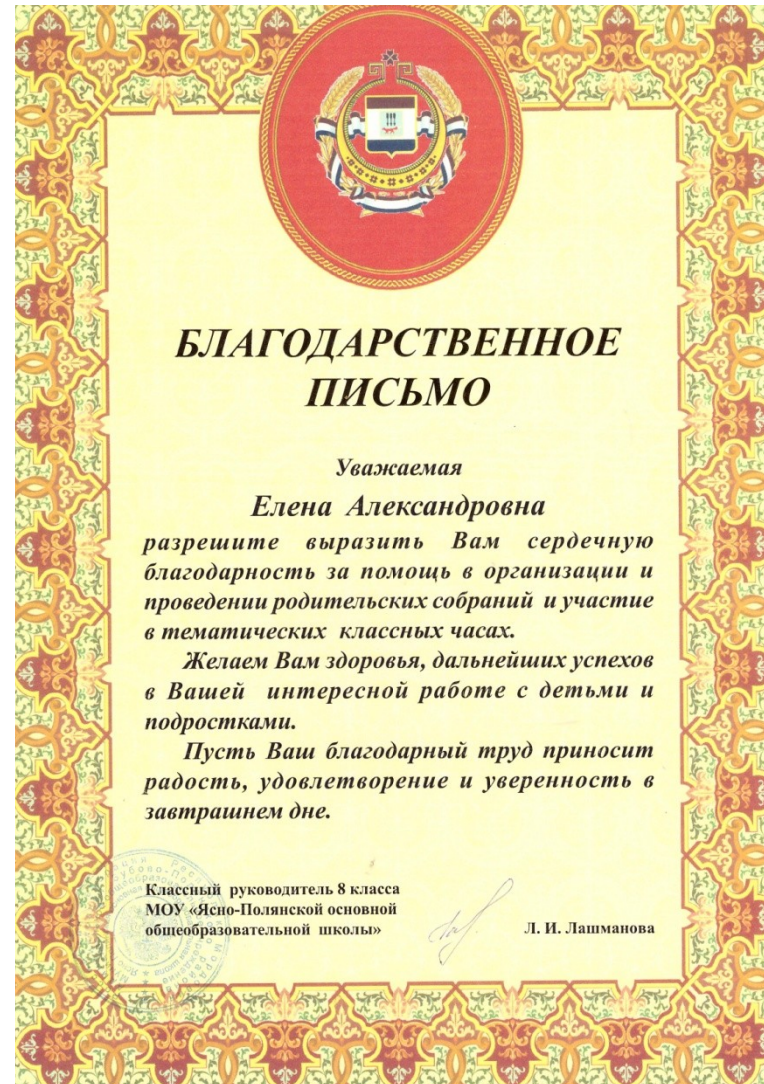 БЛАГОДАРСТВЕННОЕ
ПИСЬМО
Уважаемая
Елена Александровна
разрешите выразить Вам сердечную
благодарность за помощь в организации и
проведении родительских собраний и участие
в тематических классных часах.
Желаем Вам здоровья, дальнейших успехов
в Вашей интересной работе с детьми и
подростками.
Пусть Ваш благодарный труд приносит
радость, удовлетворение и уверенность в
завтрашнем дне.
Классный руководитель 8 класса
МОУ «Ясно-Полянской основной
общеобразовательной школы»
Л. И. Лашманова